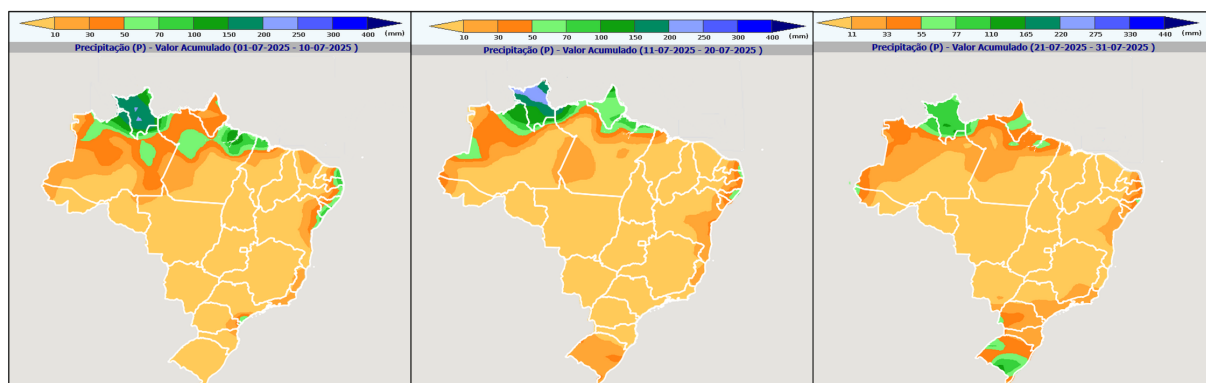 10 30 50 70 100 150 200 250 300 400 (mm)
Precipitação (P) - Valor Acumulado (01-07-2025 - 10-07-2025)
10 30 50 70 100 150 200 250 300 400 (mm)
Precipitação (P) - Valor Acumulado (11-07-2025 - 20-07-2025)
11 33 55 77 110 165 220 275 330 440 (mm)
Precipitação (P) - Valor Acumulado (21-07-2025 - 31-07-2025)